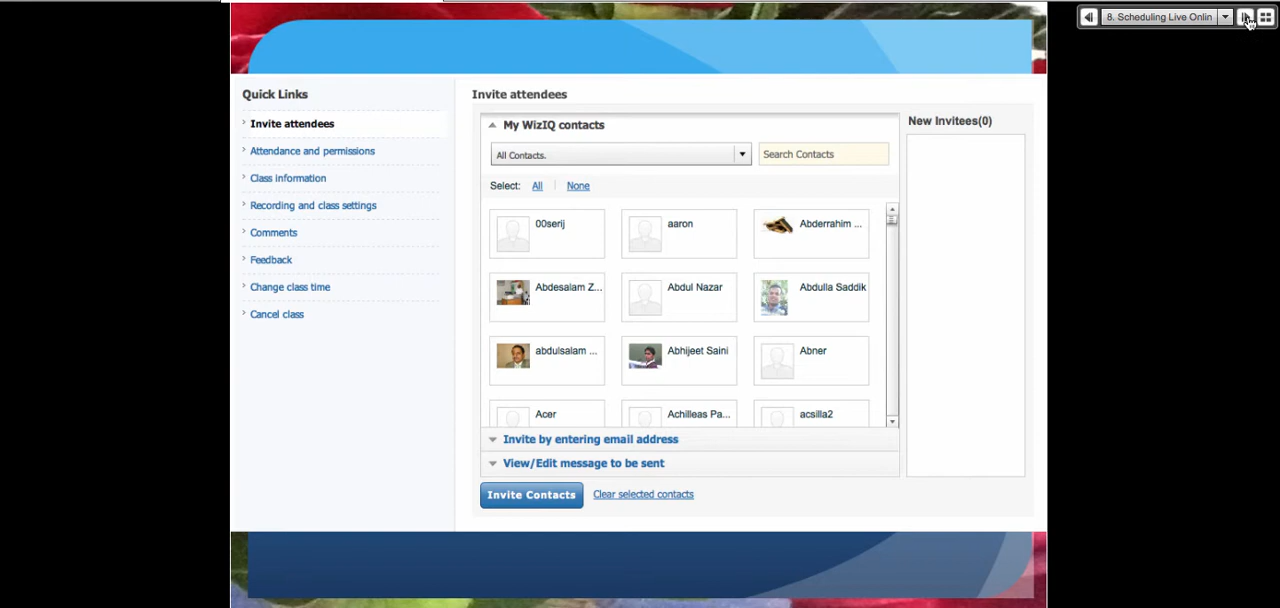 8. Scheduling Live Onlin
Quick Links
Invite attendees
Attendance and permissions
Class information
Recording and class settings
Comments
Feedback
Change class time
Cancel class
Invite attendees
My WizIQ contacts
All Contacts.
Search Contacts
Select: All | None
00serij
aaron
Abderrahim ...
Abdesalam Z...
Abdul Nazar
Abdulla Saddik
abdulsalam ...
Abhijeet Saini
Abner
Acer
Achilleas Pa...
acsilla2
Invite by entering email address
View/Edit message to be sent
Invite Contacts
Clear selected contacts
New Invitees(0)